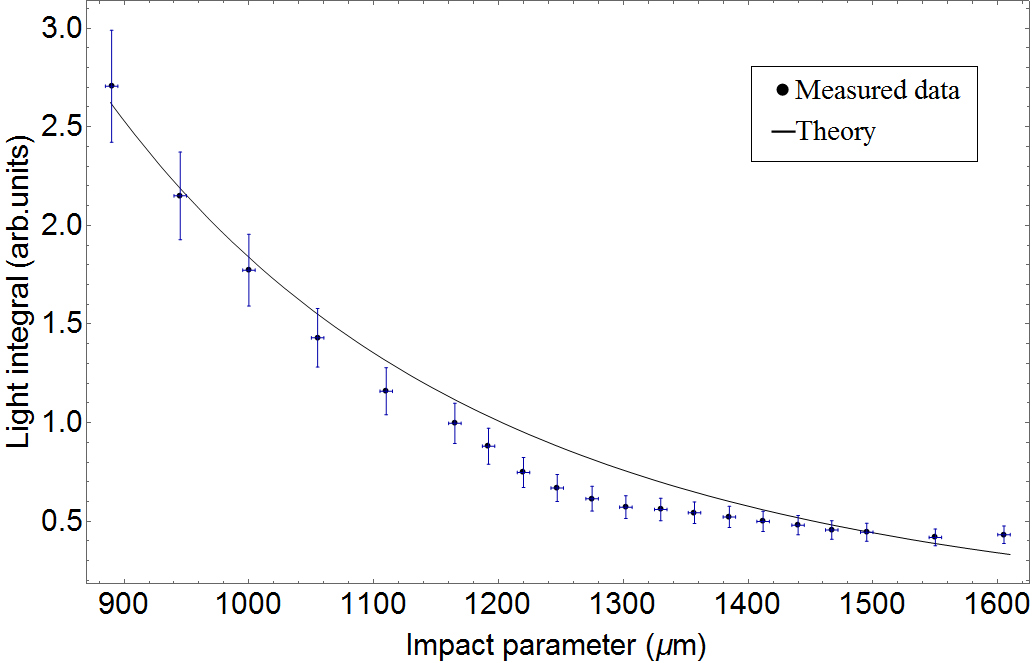 3.0
2.5
2.0
1.5
1.0
0.5
Light integral (arb.units)
Measured data
Theory
900 1000 1100 1200 1300 1400 1500 1600
Impact parameter (μm)